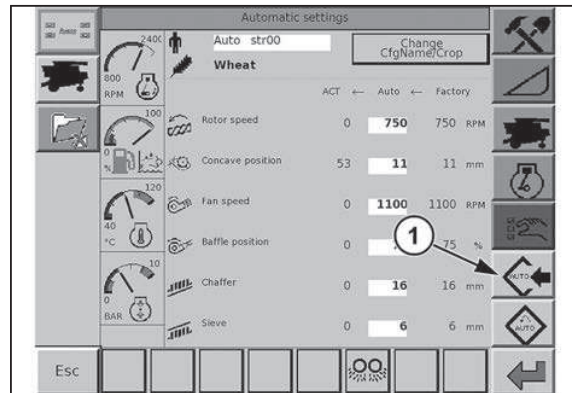 Automatic settings
Auto
2400
800
RPM
Auto str00
Wheat
Change
CfgName/Crop
ACT ← Auto ← Factory
100
0
%
Rotor speed 0 750 750 RPM
Concave position 53 11 11 mm
120
40
°C
Fan speed 0 1100 1100 RPM
Baffle position 0 75 %
1
10
0
BAR
Chaffer 0 16 16 mm
Sieve 0 6 6 mm
AUTO
AUTO
Esc